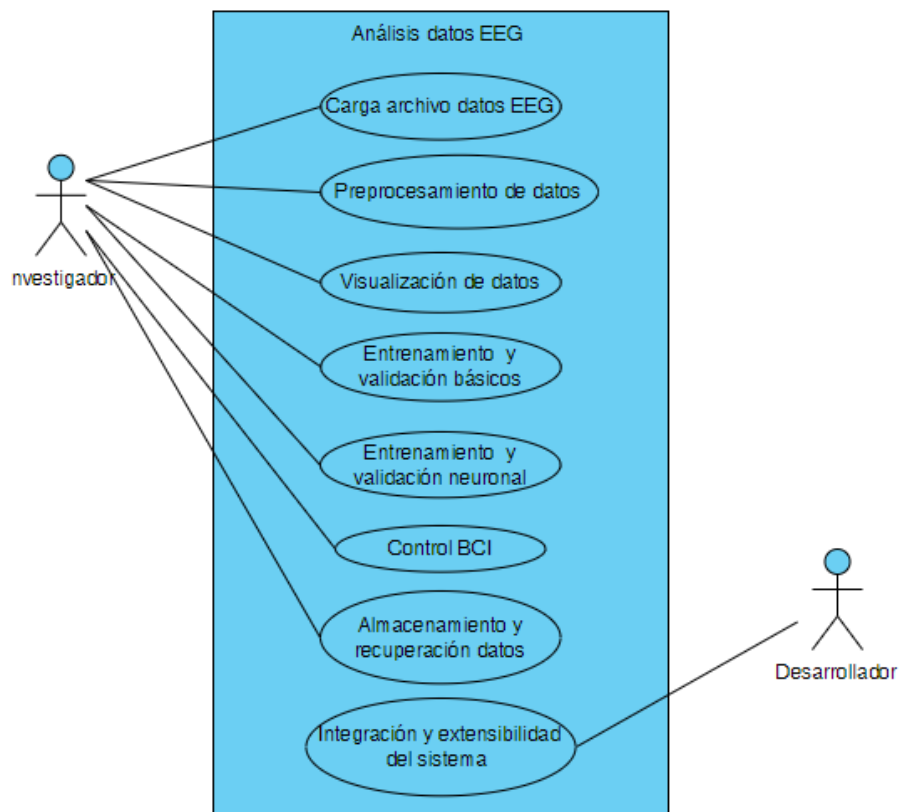 Análisis datos EEG
Carga archivo datos EEG
Preprocesamiento de datos
nvestigador
Visualización de datos
Entrenamiento y
validación básicos
Entrenamiento y
validación neuronal
Control BCI
Almacenamiento y
recuperación datos
Desarrollador
Integración y extensibilidad
del sistema